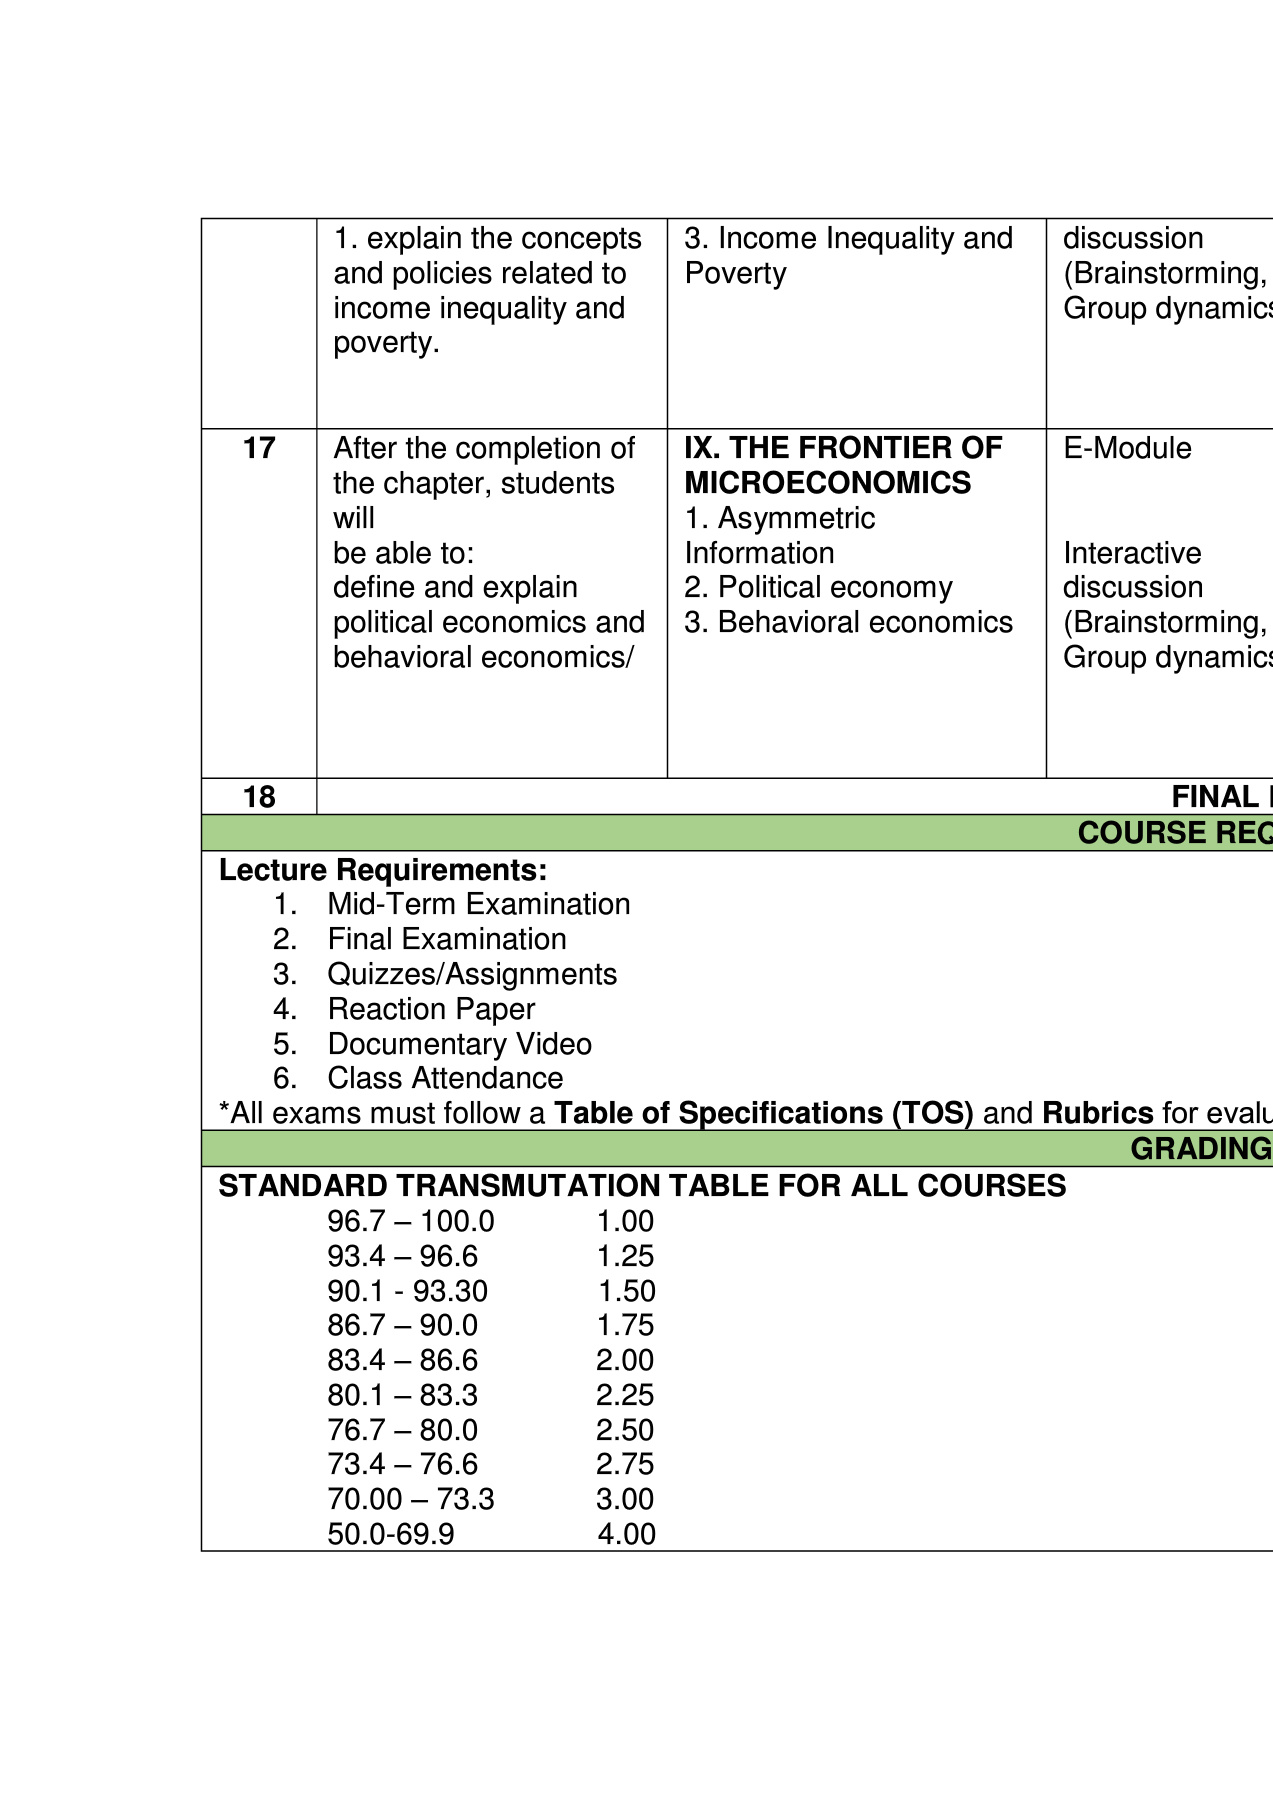 1. explain the concepts
and policies related to
income inequality and
poverty.
3. Income Inequality and
Poverty
discussion
(Brainstorming,
Group dynamics
17
After the completion of
the chapter, students
will
be able to:
define and explain
political economics and
behavioral economics/
IX. THE FRONTIER OF
MICROECONOMICS
1. Asymmetric
Information
2. Political economy
3. Behavioral economics
E-Module
Interactive
discussion
(Brainstorming,
Group dynamics
18
FINAL
COURSE
Lecture Requirements:
1. Mid-Term Examination
2. Final Examination
3. Quizzes/Assignments
4. Reaction Paper
5. Documentary Video
6. Class Attendance
*All exams must follow a Table of Specifications (TOS) and Rubrics for
GRADING
STANDARD TRANSMUTATION TABLE FOR ALL COURSES
96.7 – 100.0 1.00
93.4 – 96.6 1.25
90.1 - 93.30 1.50
86.7 – 90.0 1.75
83.4 – 86.6 2.00
80.1 – 83.3 2.25
76.7 – 80.0 2.50
73.4 – 76.6 2.75
70.00 – 73.3 3.00
50.0-69.9 4.00